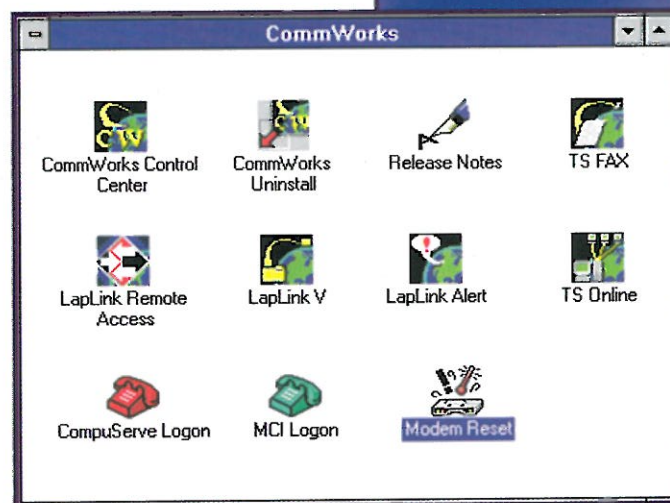 CommWorks
CommWorks Control
Center
CommWorks
Uninstall
Release Notes
TS FAX
LapLink Remote
Access
LapLink V
LapLink Alert
TS Online
CompuServe Logon
MCI Logon
Modem Reset